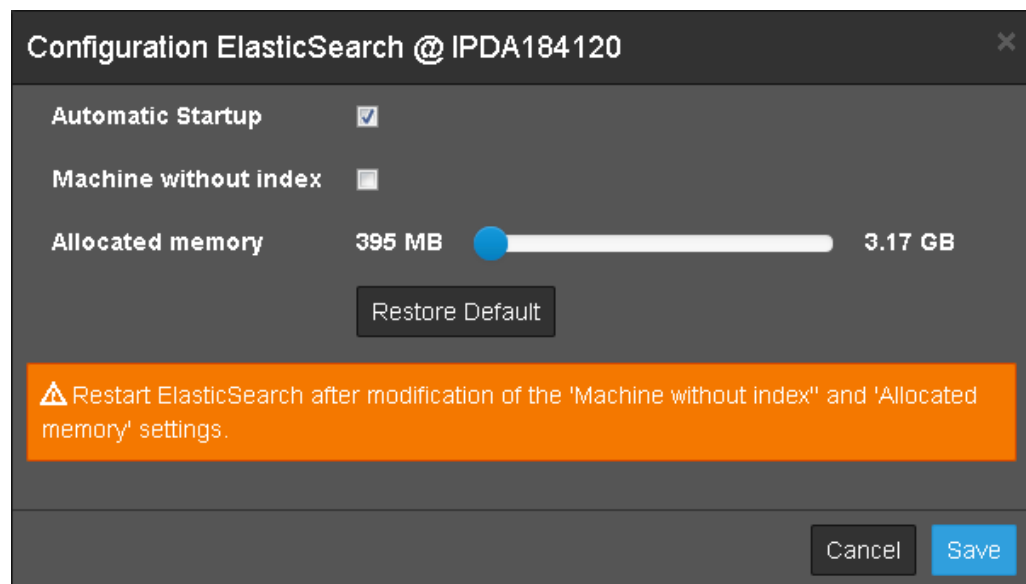 Configuration ElasticSearch @ IPDA184120
×
Automatic Startup
Machine without index
Allocated memory 395 MB 3.17 GB
Restore Default
Restart ElasticSearch after modification of the 'Machine without index" and 'Allocated
memory' settings.
Cancel Save